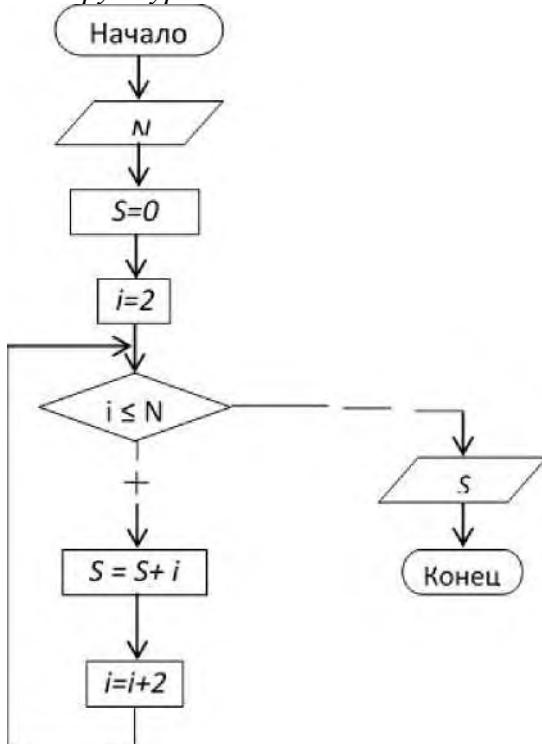 Начало
N
S=0
i=2
i ≤ N
+
—
S = S+ i
i=i+2
S
Конец